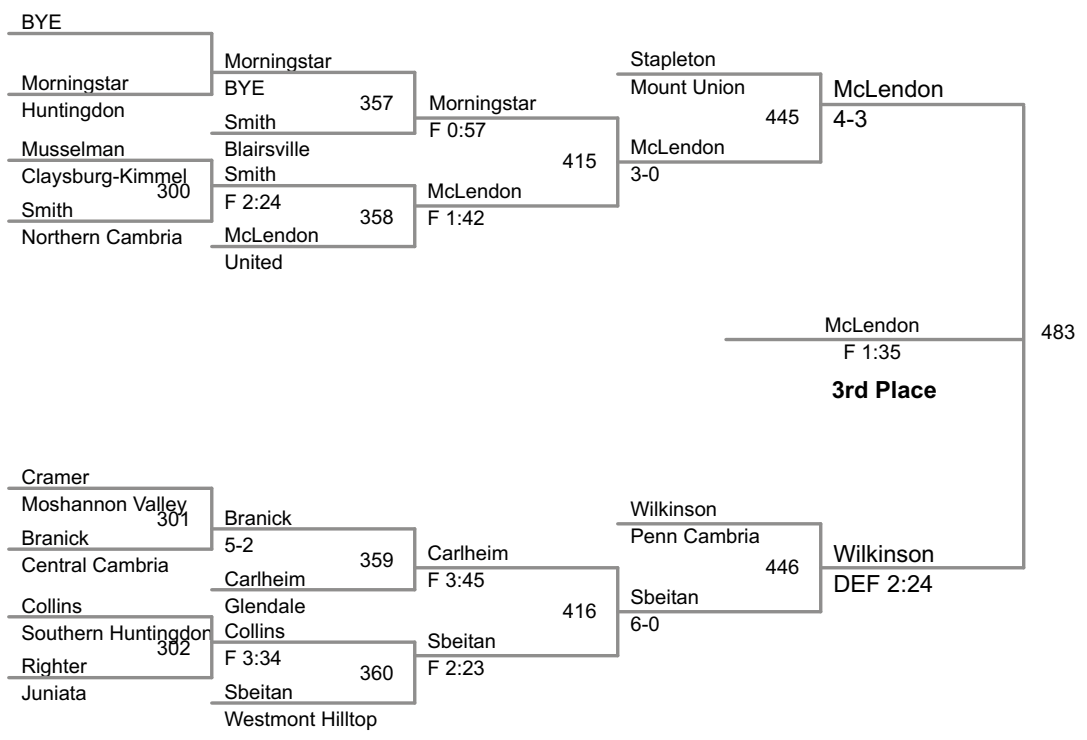 BYE
Morningstar
Huntingdon
Musselman
Claysburg-Kimmel
300
Smith
Northern Cambria
Morningstar
BYE
357
Smith
Blairsville
Smith
F 2:24
358
McLendon
United
Morningstar
F 0:57
415
McLendon
F 1:42
Stapleton
Mount Union
445
McLendon
3-0
McLendon
4-3
McLendon
F 1:35
3rd Place
483
Cramer
Moshannon Valley
301
Branick
Central Cambria
Collins
Southern Huntingdon
302
Righter
Juniata
Branick
5-2
359
Carlheim
Glendale
Collins
F 3:34
360
Sbeitan
Westmont Hilltop
Carlheim
F 3:45
416
Sbeitan
F 2:23
Wilkinson
Penn Cambria
446
Sbeitan
6-0
Wilkinson
DEF 2:24